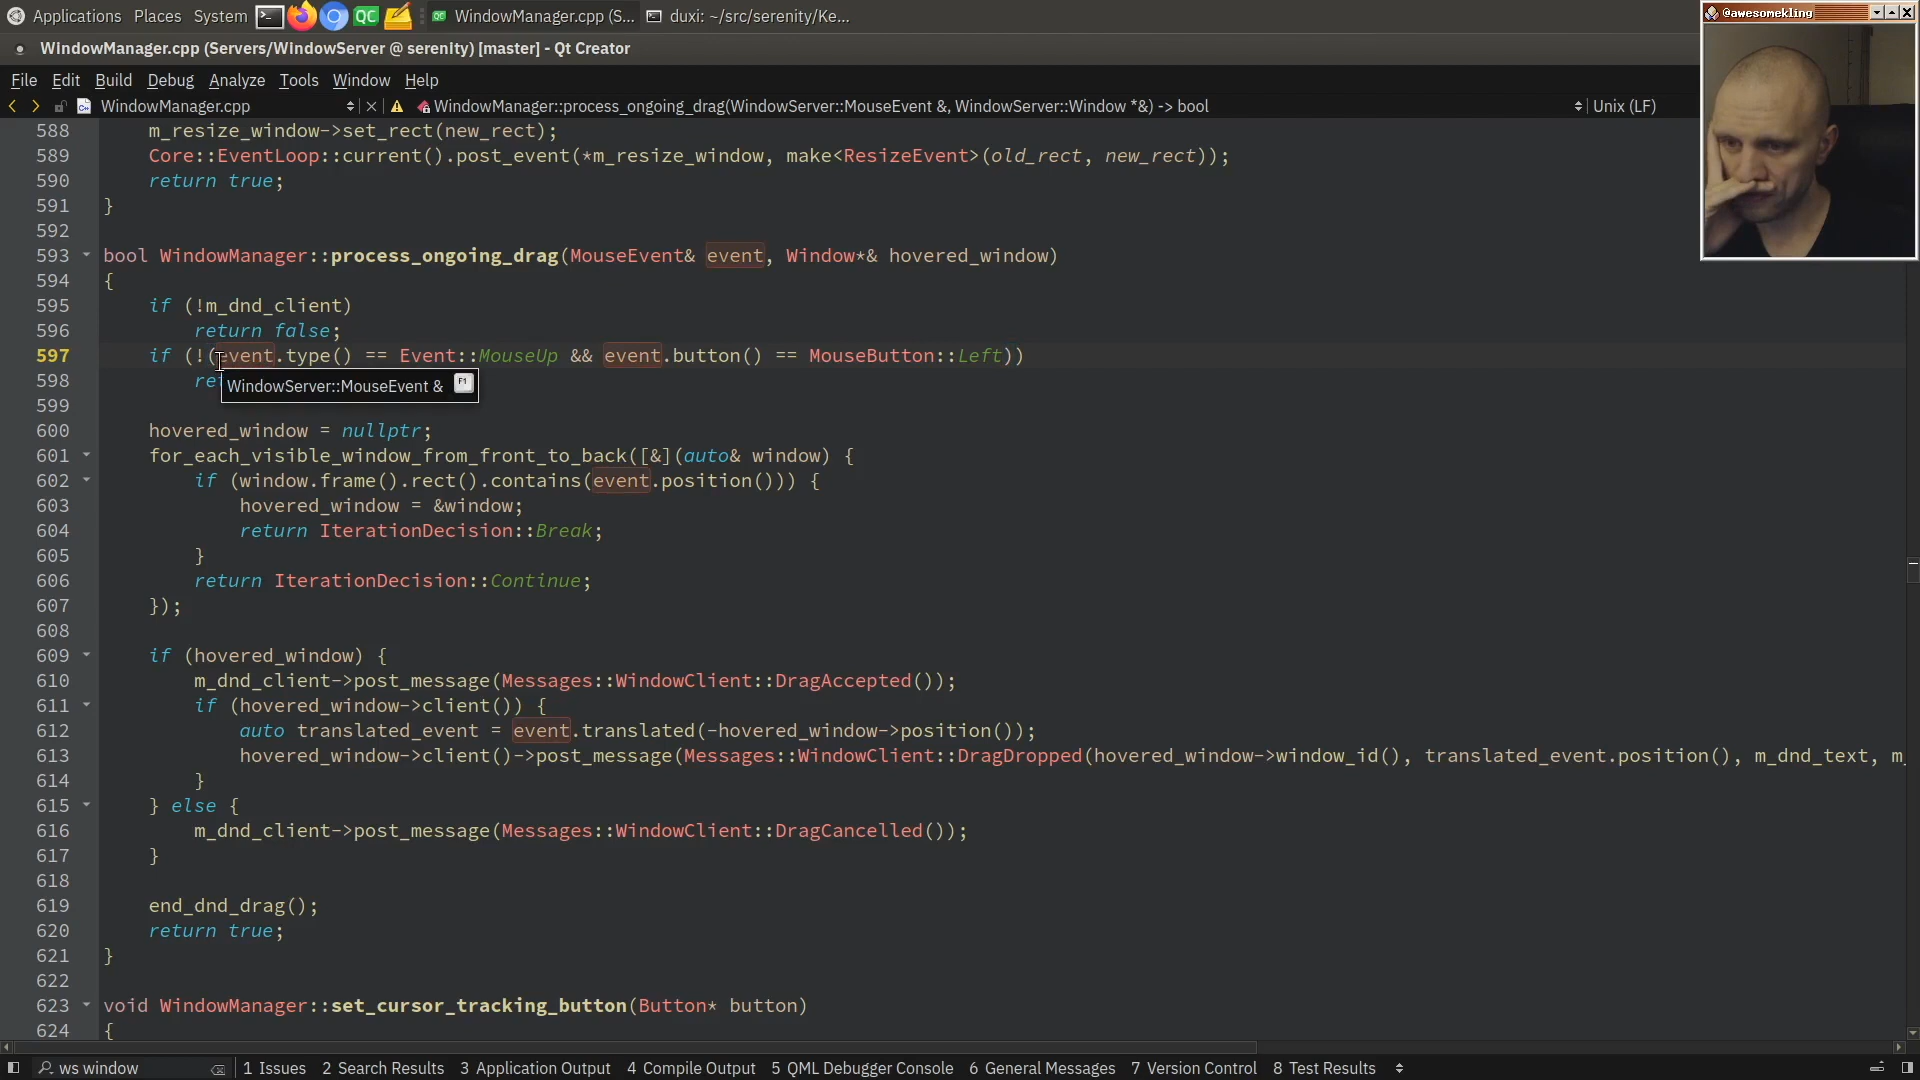 Applications Places System WindowManager.cpp (S... duxi: ~/src/serenity/Ke...
@awesomekling
WindowManager.cpp (Servers/WindowServer @ serenity) [master] - Qt Creator
File Edit Build Debug Analyze Tools Window Help
WindowManager.cpp WindowManager::process_ongoing_drag(WindowServer::MouseEvent &, WindowServer::Window *&) -> bool Unix (LF)
588 m_resize_window->set_rect(new_rect);
589 Core::EventLoop::current().post_event(*m_resize_window, make<ResizeEvent>(old_rect, new_rect));
590 return true;
591 }
592
593 bool WindowManager::process_ongoing_drag(MouseEvent& event, Window*& hovered_window)
594 {
595 if (!m_dnd_client)
596 return false;
597 if (!(event.type() == Event::MouseUp && event.button() == MouseButton::Left))
598 ret
WindowServer::MouseEvent & F1
599
600 hovered_window = nullptr;
601 for_each_visible_window_from_front_to_back([&](auto& window) {
602 if (window.frame().rect().contains(event.position())) {
603 hovered_window = &window;
604 return IterationDecision::Break;
605 }
606 return IterationDecision::Continue;
607 });
608
609 if (hovered_window) {
610 m_dnd_client->post_message(Messages::WindowClient::DragAccepted());
611 if (hovered_window->client()) {
612 auto translated_event = event.translated(-hovered_window->position());
613 hovered_window->client()->post_message(Messages::WindowClient::DragDropped(hovered_window->window_id(), translated_event.position(), m_dnd_text, m_
614 }
615 } else {
616 m_dnd_client->post_message(Messages::WindowClient::DragCancelled());
617 }
618
619 end_dnd_drag();
620 return true;
621 }
622
623 void WindowManager::set_cursor_tracking_button(Button* button)
624 {
ws window 1 Issues 2 Search Results 3 Application Output 4 Compile Output 5 QML Debugger Console 6 General Messages 7 Version Control 8 Test Results